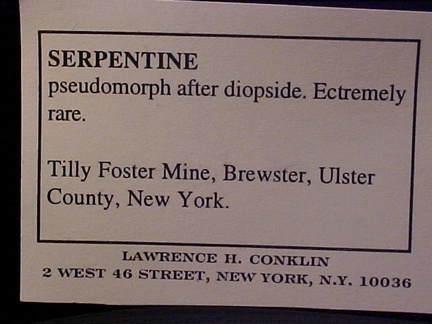 SERPENTINE
pseudomorph after diopside. Ectremely
rare.
Tilly Foster Mine, Brewster, Ulster
County, New York.
LAWRENCE H. CONKLIN
2 WEST 46 STREET, NEW YORK, N.Y. 10036